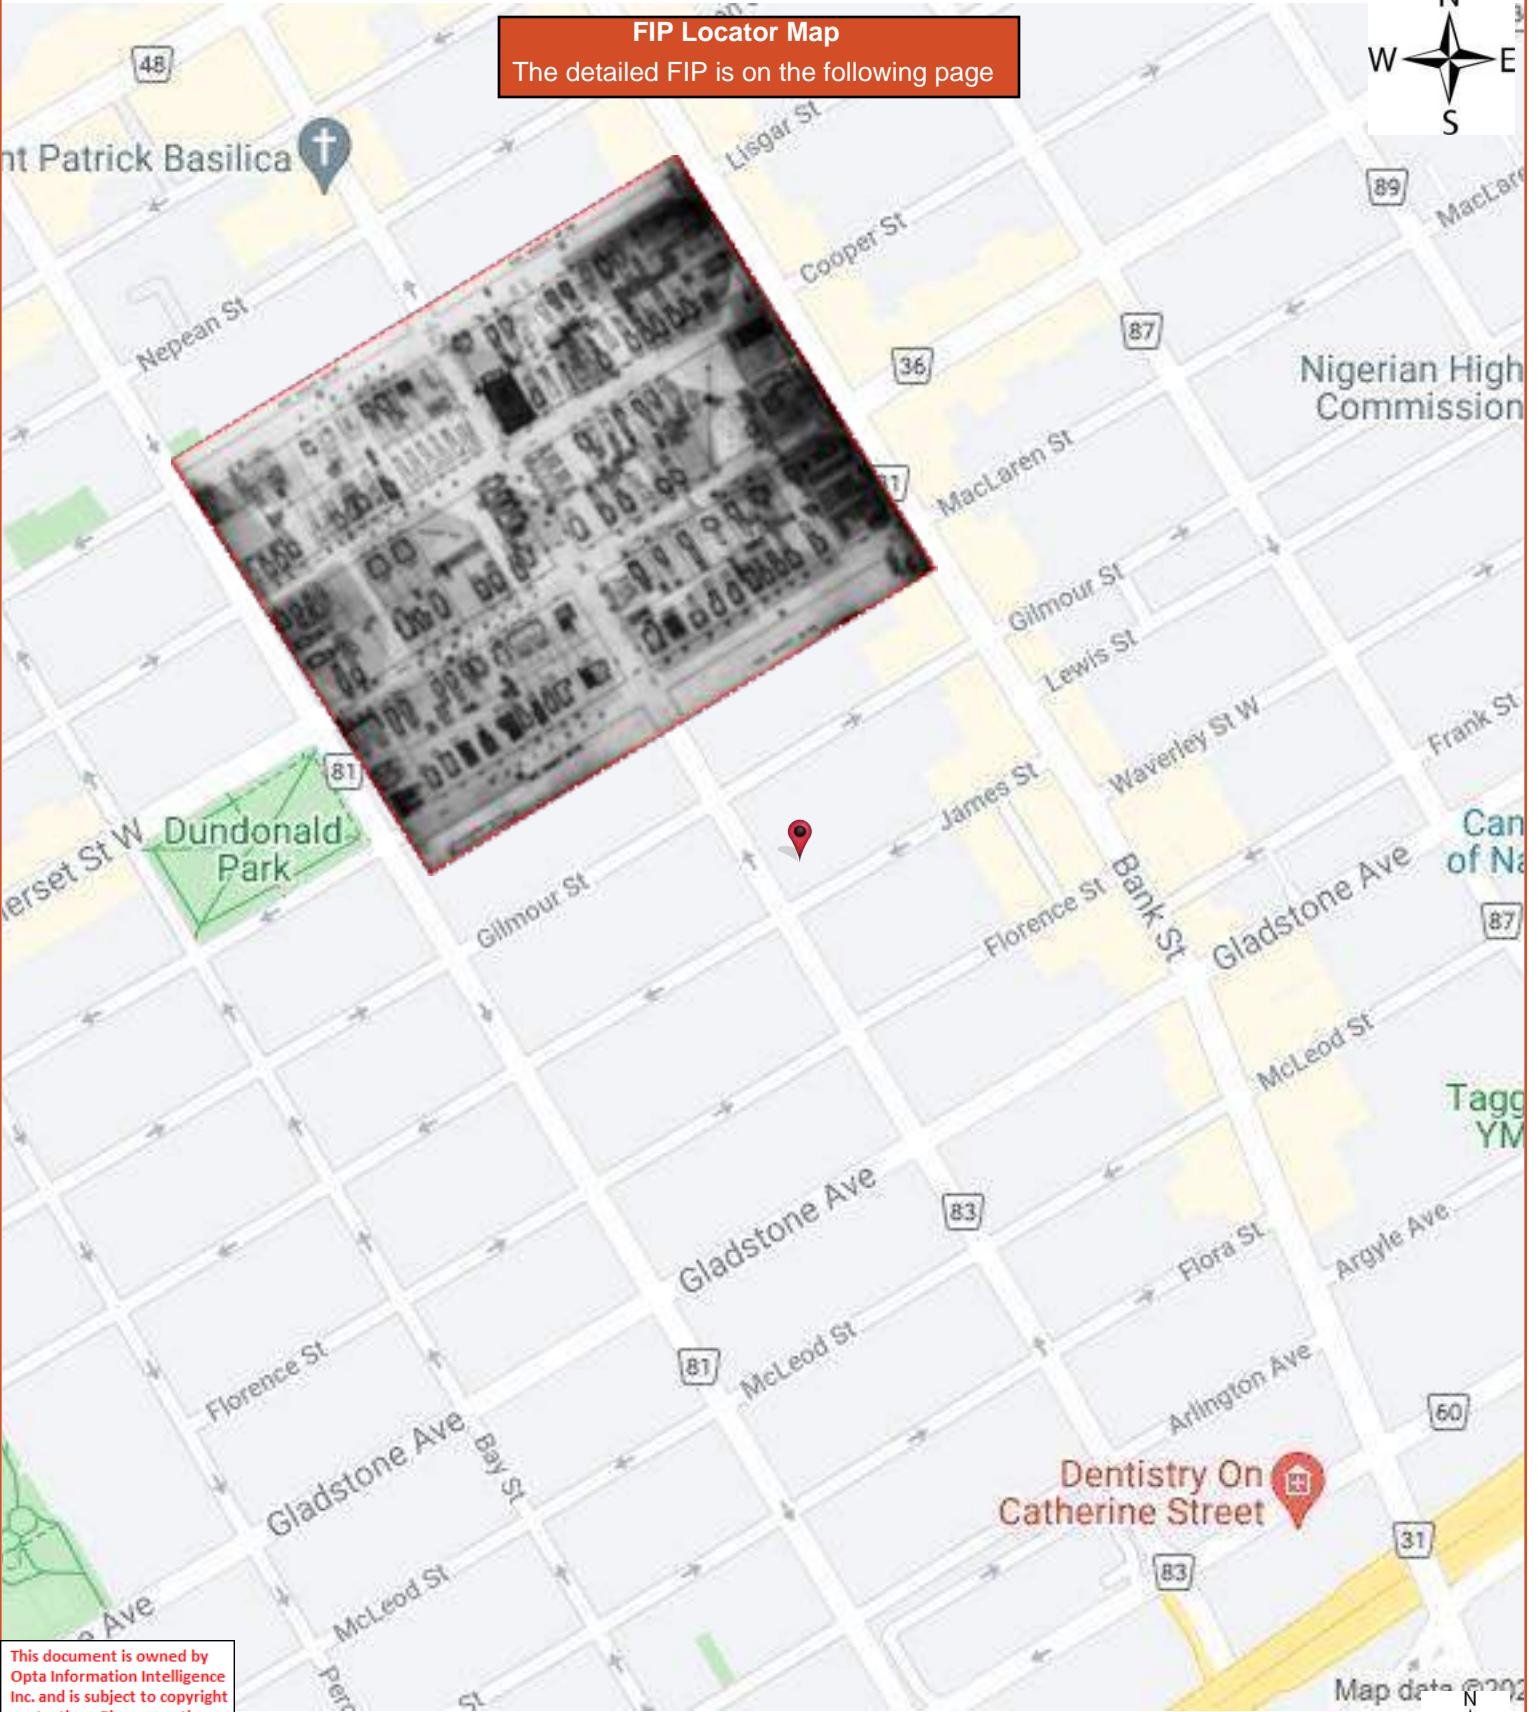 FIP Locator Map
The detailed FIP is on the following page
N
W
E
S
48
nt Patrick Basilica
Lisgar St
89
MacLare
Cooper St
Nepean St
87
36
Nigerian High
Commission
MacLaren St
Gilmour St
Lewis St
Frank St
Waverley St W
81
James St
Dundonald
Park
erset St W
Can
of Na
Bank St
Gladstone Ave
Gilmour St
Florence St
87
McLeod St
Tagg
YM
Gladstone Ave
83
Flora St
Argyle Ave
Florence St
81
McLeod St
Arlington Ave
60
Gladstone Ave
Bay St
Dentistry On
Catherine Street
31
83
McLeod St
e Ave
This document is owned by
Opta Information Intelligence
Inc. and is subject to copyright
Perc
St
Map data ©202
N